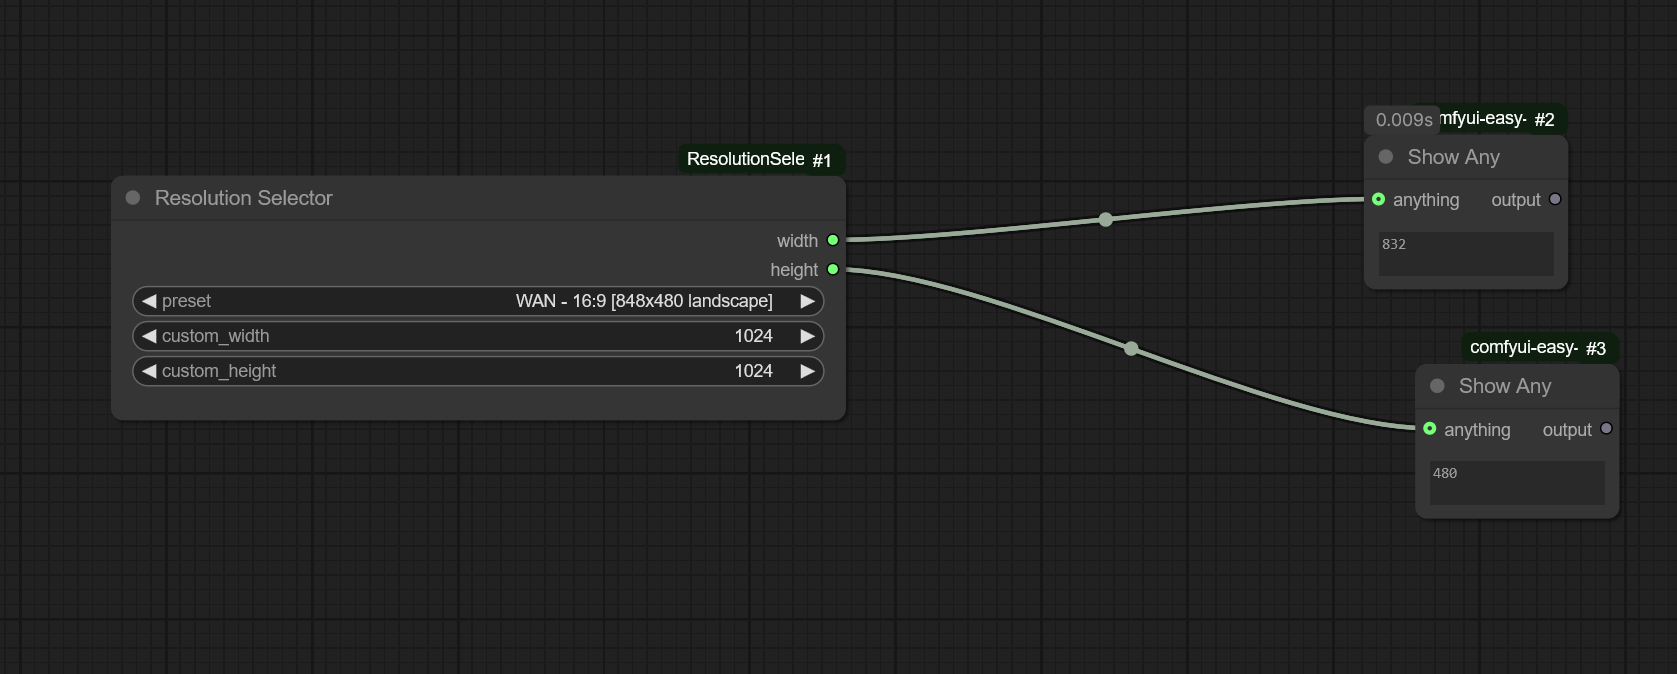 ResolutionSele #1
Resolution Selector
width
height
preset WAN - 16:9 [848x480 landscape]
custom_width 1024
custom_height 1024
0.009s mfyui-easy- #2
Show Any
anything output
832
comfyui-easy- #3
Show Any
anything output
480